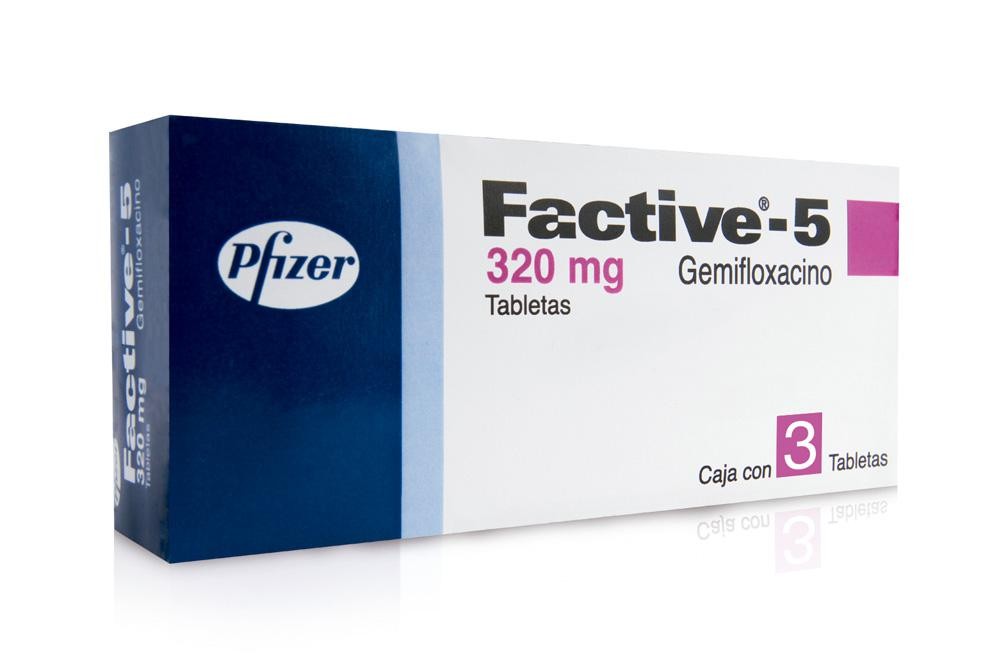 Pfizer
Factive®-5
320 mg Gemifloxacino
Tabletas
Caja con 3 Tabletas
Factive®-5
Gemifloxacino
320 mg
Tabletas